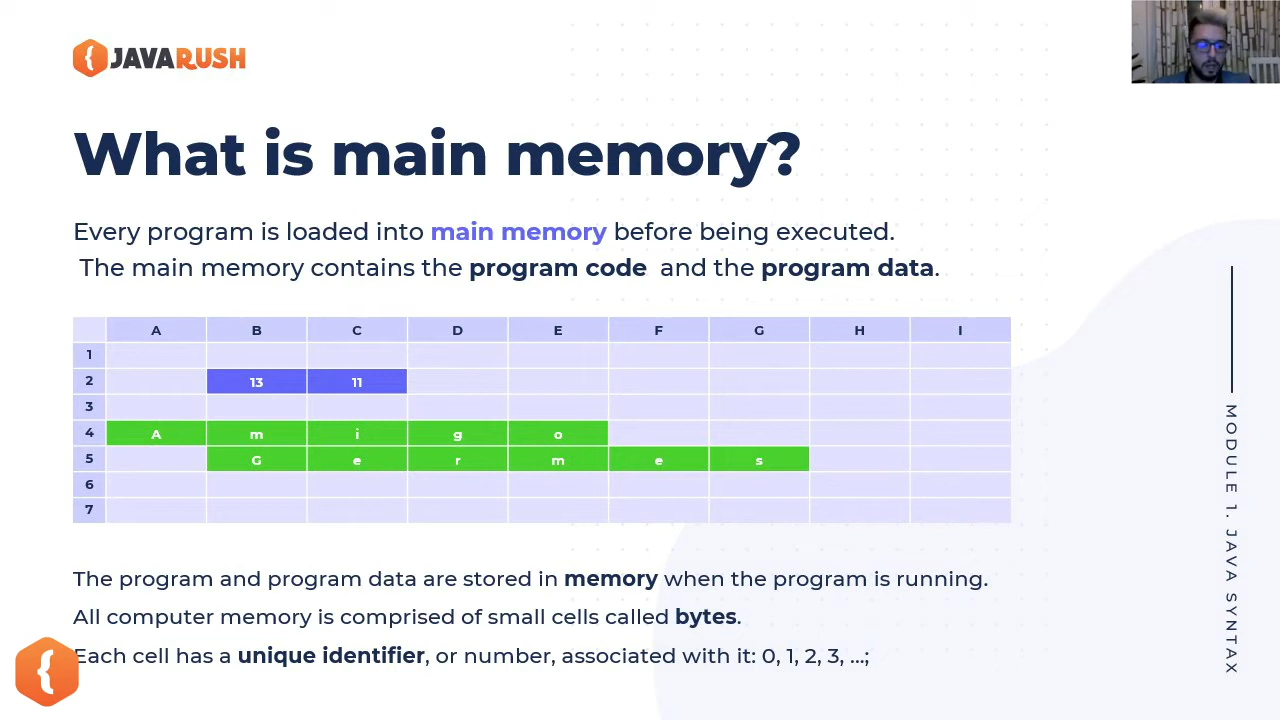 JAVARUSH
What is main memory?
Every program is loaded into main memory before being executed.
The main memory contains the program code and the program data.
A B C D E F G H I
1
2 13 11
3
4 A m i g o
5 G e r m e s
6
7
The program and program data are stored in memory when the program is running.
All computer memory is comprised of small cells called bytes.
Each cell has a unique identifier, or number, associated with it: 0, 1, 2, 3, ...;
MODULE 1. JAVA SYNTAX